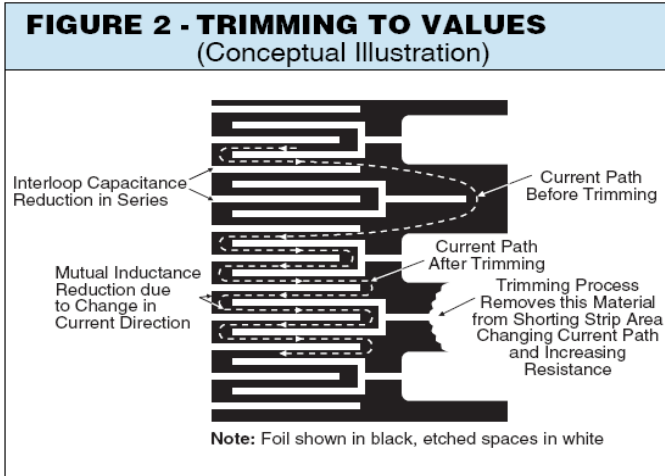 FIGURE 2 - TRIMMING TO VALUES
(Conceptual Illustration)
Interloop Capacitance
Reduction in Series
Current Path
Before Trimming
Mutual Inductance
Reduction due
to Change in
Current Direction
Current Path
After Trimming
Trimming Process
Removes this Material
from Shorting Strip Area
Changing Current Path
and Increasing
Resistance
Note: Foil shown in black, etched spaces in white